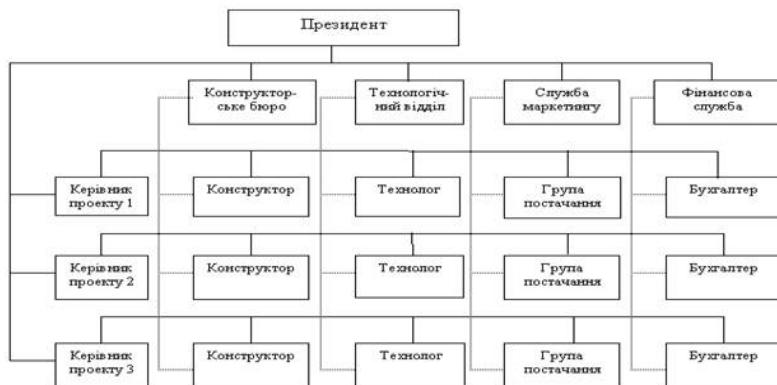 Президент
Конструктор-
ське бюро
Технологіч-
ний відділ
Служба
маркетингу
Фінансова
служба
Керівник
проекту 1
Конструктор
Технолог
Група
постачання
Бухгалтер
Керівник
проекту 2
Конструктор
Технолог
Група
постачання
Бухгалтер
Керівник
проекту 3
Конструктор
Технолог
Група
постачання
Бухгалтер